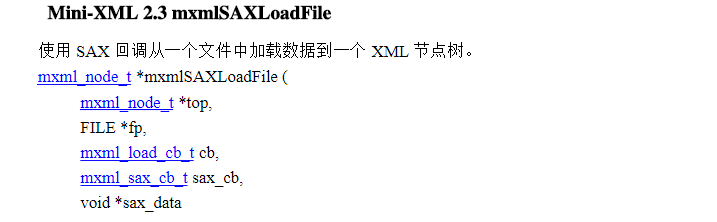 Mini-XML 2.3 mxmlSAXLoadFile
使用 SAX 回调从一个文件中加载数据到一个 XML 节点树。
mxml_node_t *mxmlSAXLoadFile (
mxml_node_t *top,
FILE *fp,
mxml_load_cb_t cb,
mxml_sax_cb_t sax_cb,
void *sax_data